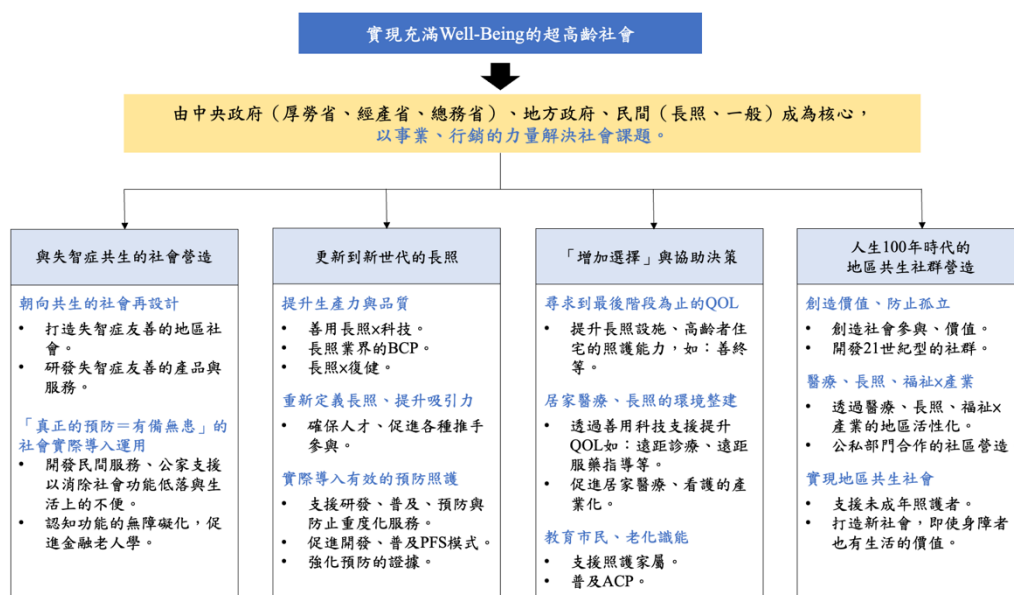 實現充滿Well-Being的超高齡社會
由中央政府（厚勞省、經產省、總務省）、地方政府、民間（長照、一般）成為核心，
以事業、行銷的力量解決社會課題。
與失智症共生的社會營造
朝向共生的社會再設計
• 打造失智症友善的地區社
會。
• 研發失智症友善的產品與
服務。
「真正的預防＝有備無患」的
社會實際導入運用
• 開發民間服務、公家支援
以消除社會功能低落與生
活上的不便。
• 認知功能的無障礙化，促
進金融老人學。
更新到新世代的長照
提升生產力與品質
• 善用長照×科技。
• 長照業界的BCP。
• 長照×復健。
重新定義長照、提升吸引力
• 確保人才、促進各種推手
參與。
實際導入有效的預防照護
• 支援研發、普及、預防與
防止重度化服務。
• 促進開發、普及PFS模式。
• 強化預防的證據。
「增加選擇」與協助決策
尋求到最後階段為止的QOL
• 提升長照設施、高齡者住
宅的照護能力，如：善終
等。
居家醫療、長照的環境整建
• 透過善用科技支援提升
QOL如：遠距診療、遠距
服藥指導等。
• 促進居家醫療、看護的產
業化。
教育市民、老化識能
• 支援照護家屬。
• 普及ACP。
人生100年時代的
地區共生社群營造
創造價值、防止孤立
• 創造社會參與、價值。
• 開發21世紀型的社群。
醫療、長照、福祉×產業
• 透過醫療、長照、福祉×
產業的地區活性化。
• 公私部門合作的社區營造
實現地區共生社會
• 支援未成年照護者。
• 打造新社會，即使身障者
也有生活的價值。